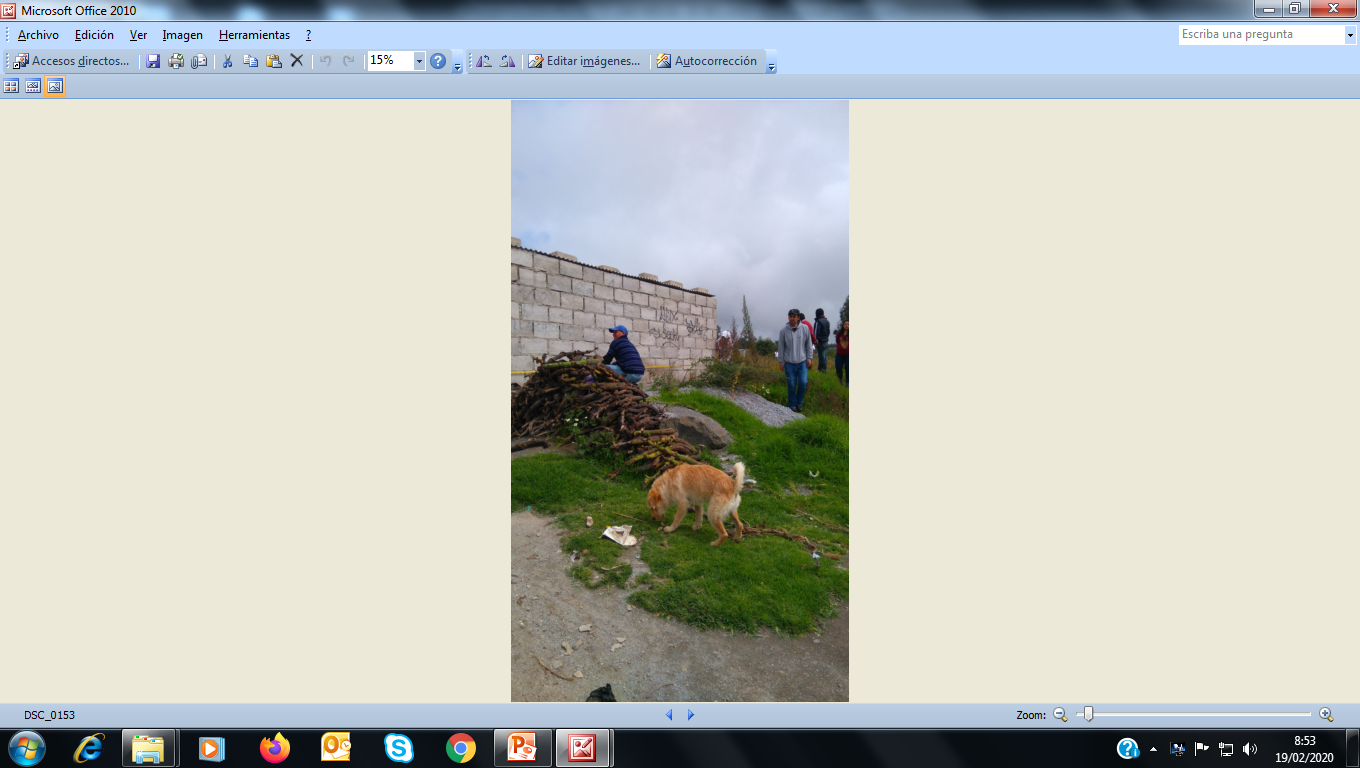 Microsoft Office 2010
Archivo Edición Ver Imagen Herramientas ?
Escriba una pregunta
Accesos directos... 15% Editar imágenes... Autocorrección
DSC_0153
Zoom:
8:53
19/02/2020